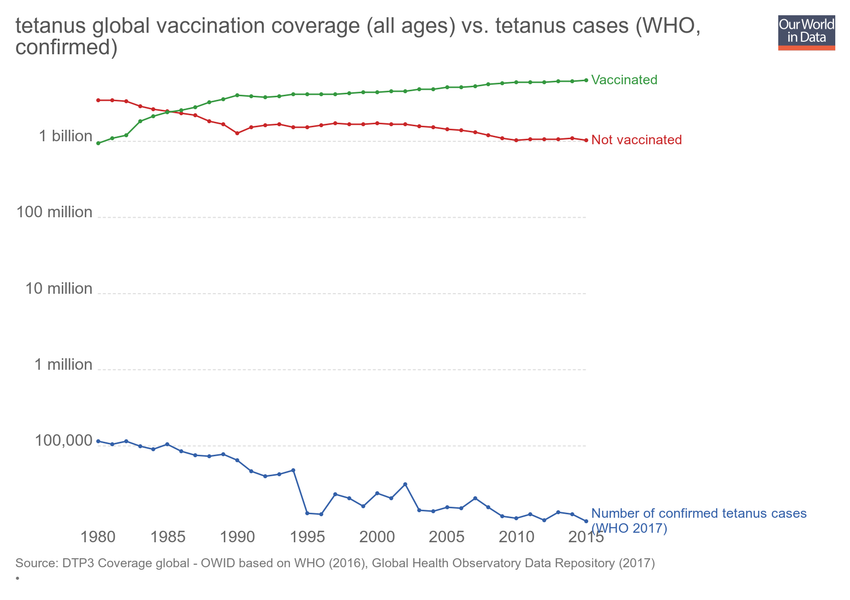 tetanus global vaccination coverage (all ages) vs. tetanus cases (WHO,
confirmed)
Our World
in Data
Vaccinated
1 billion
Not vaccinated
100 million
10 million
1 million
100,000
Number of confirmed tetanus cases
(WHO 2017)
1980 1985 1990 1995 2000 2005 2010 2015
Source: DTP3 Coverage global - OWID based on WHO (2016), Global Health Observatory Data Repository (2017)
•